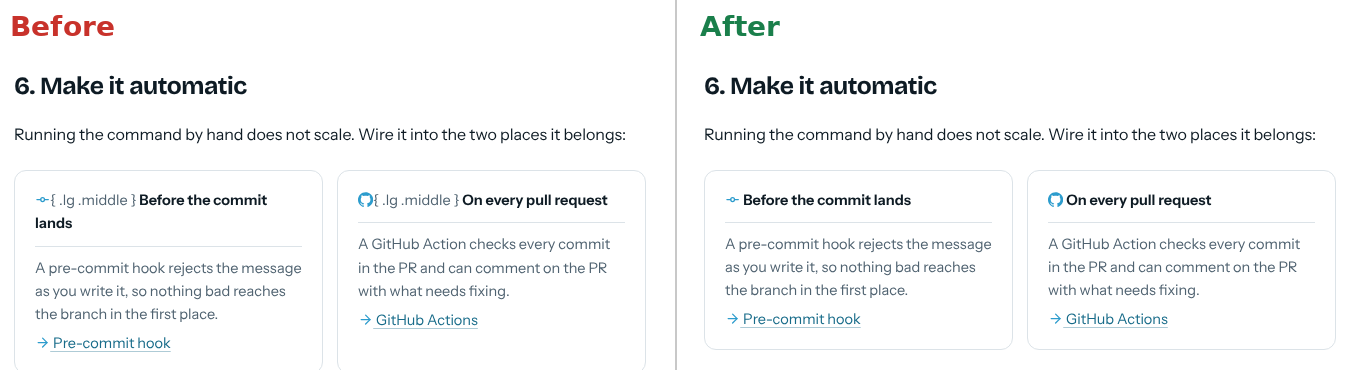 Before
6. Make it automatic
Running the command by hand does not scale. Wire it into the two places it belongs:
{ .lg .middle } Before the commit
lands
A pre-commit hook rejects the message
as you write it, so nothing bad reaches
the branch in the first place.
→ Pre-commit hook
{ .lg .middle } On every pull request
A GitHub Action checks every commit
in the PR and can comment on the PR
with what needs fixing.
→ GitHub Actions
After
6. Make it automatic
Running the command by hand does not scale. Wire it into the two places it belongs:
Before the commit lands
A pre-commit hook rejects the message
as you write it, so nothing bad reaches
the branch in the first place.
→ Pre-commit hook
On every pull request
A GitHub Action checks every commit
in the PR and can comment on the PR
with what needs fixing.
→ GitHub Actions